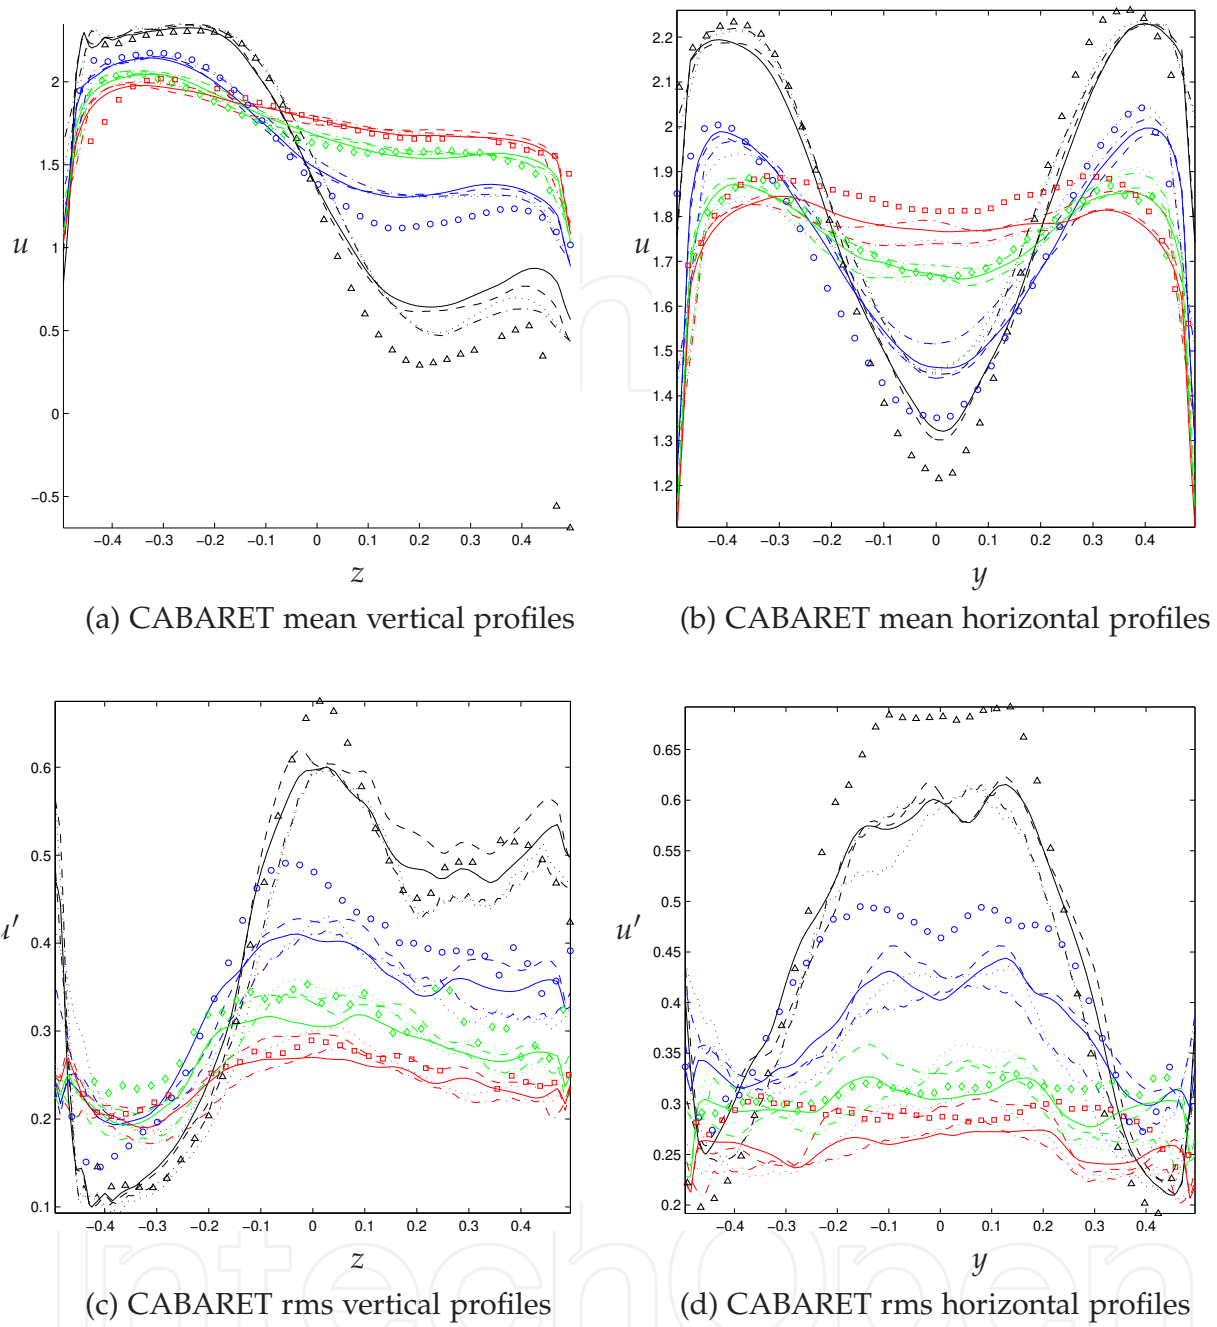 2
1.5
1
0.5
0
−0.5
u
−0.4 −0.3 −0.2 −0.1 0 0.1 0.2 0.3 0.4
z
(a) CABARET mean vertical profiles
2.2
2.1
2
1.9
1.8
1.7
1.6
1.5
1.4
1.3
1.2
u
−0.4 −0.3 −0.2 −0.1 0 0.1 0.2 0.3 0.4
y
(b) CABARET mean horizontal profiles
0.6
0.5
0.4
0.3
0.2
0.1
u′
−0.4 −0.3 −0.2 −0.1 0 0.1 0.2 0.3 0.4
z
(c) CABARET rms vertical profiles
0.65
0.6
0.55
0.5
0.45
0.4
0.35
0.3
0.25
0.2
u′
−0.4 −0.3 −0.2 −0.1 0 0.1 0.2 0.3 0.4
y
(d) CABARET rms horizontal profiles
IntechOpen